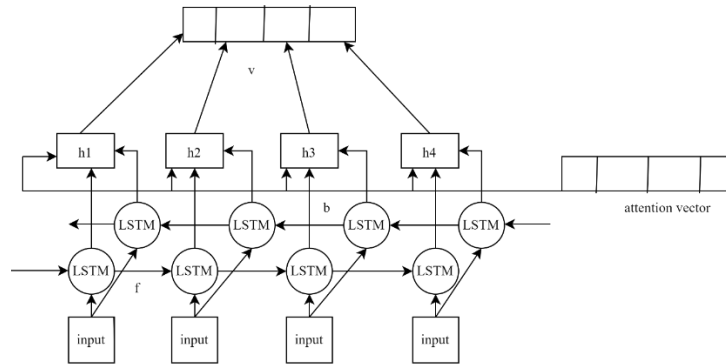 v
h1 h2 h3 h4
attention vector
b
LSTM LSTM LSTM LSTM
LSTM LSTM LSTM LSTM
f
input input input input